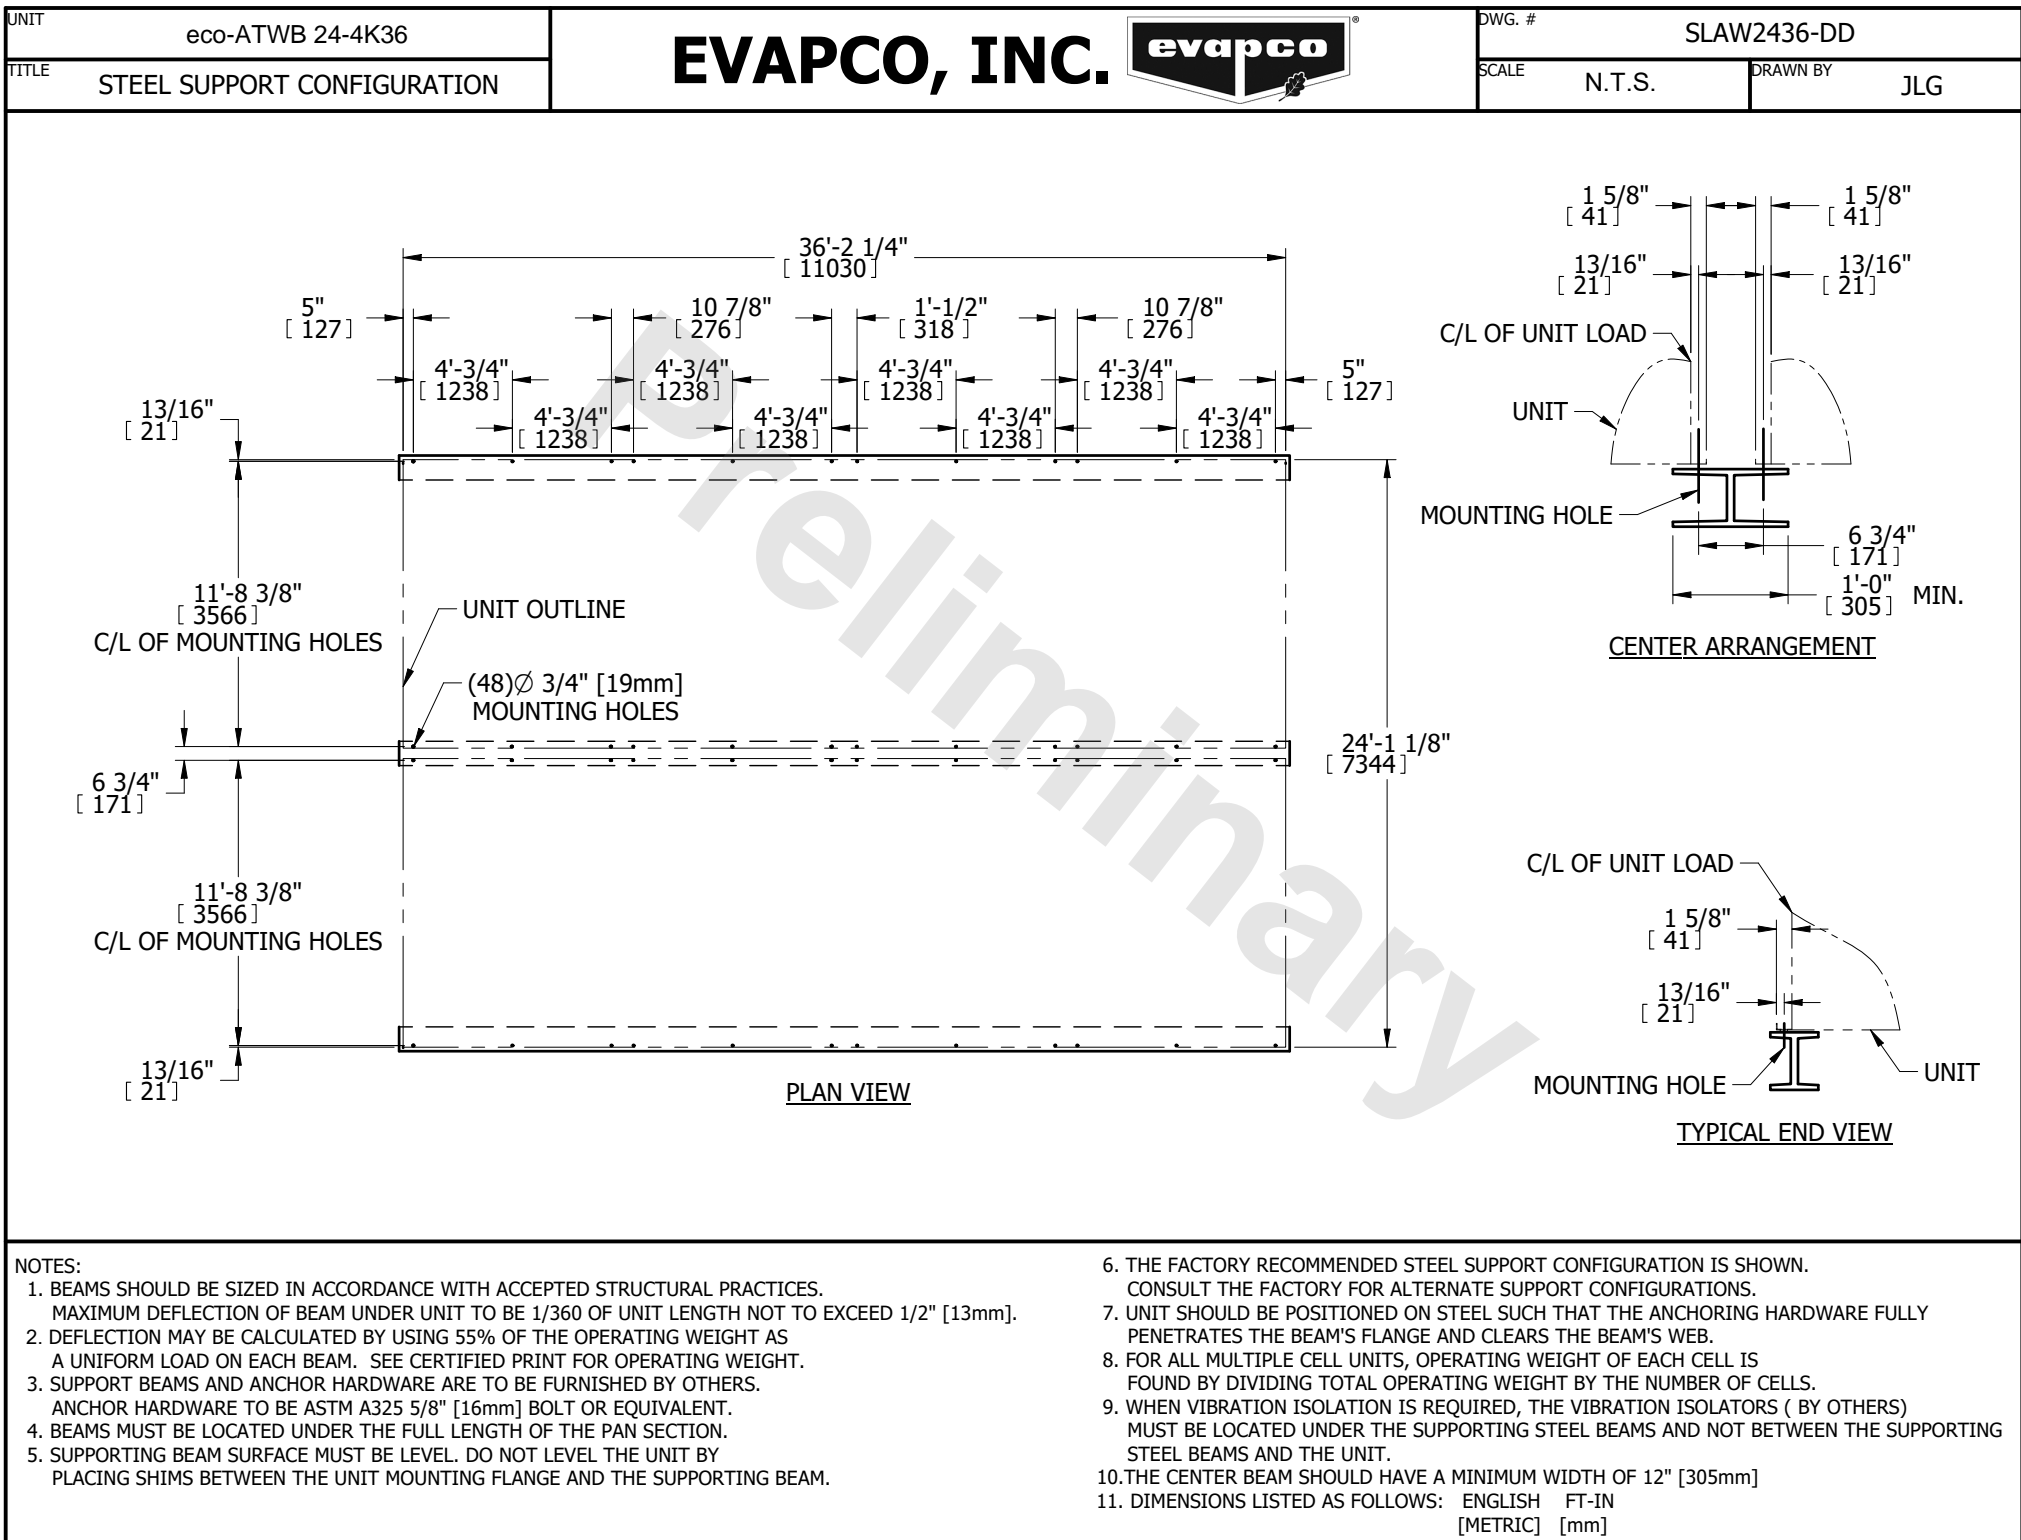 UNIT
eco-ATWB 24-4K36
TITLE
STEEL SUPPORT CONFIGURATION
EVAPCO, INC.
evapco
®
DWG. #
SLAW2436-DD
SCALE
N.T.S.
DRAWN BY
JLG
36'-2 1/4"
[ 11030 ]
5"
[ 127 ]
10 7/8"
[ 276 ]
1'-1/2"
[ 318 ]
10 7/8"
[ 276 ]
4'-3/4"
[ 1238 ]
4'-3/4"
[ 1238 ]
4'-3/4"
[ 1238 ]
4'-3/4"
[ 1238 ]
5"
[ 127 ]
4'-3/4"
[ 1238 ]
4'-3/4"
[ 1238 ]
4'-3/4"
[ 1238 ]
4'-3/4"
[ 1238 ]
13/16"
[ 21 ]
11'-8 3/8"
[ 3566 ]
C/L OF MOUNTING HOLES
UNIT OUTLINE
(48)Ø 3/4" [19mm]
MOUNTING HOLES
6 3/4"
[ 171 ]
24'-1 1/8"
[ 7344 ]
11'-8 3/8"
[ 3566 ]
C/L OF MOUNTING HOLES
13/16"
[ 21 ]
PLAN VIEW
Preliminary
1 5/8"
[ 41 ]
1 5/8"
[ 41 ]
13/16"
[ 21 ]
13/16"
[ 21 ]
C/L OF UNIT LOAD
UNIT
MOUNTING HOLE
6 3/4"
[ 171 ]
1'-0"
[ 305 ]
MIN.
CENTER ARRANGEMENT
C/L OF UNIT LOAD
1 5/8"
[ 41 ]
13/16"
[ 21 ]
MOUNTING HOLE
UNIT
TYPICAL END VIEW
NOTES:
1. BEAMS SHOULD BE SIZED IN ACCORDANCE WITH ACCEPTED STRUCTURAL PRACTICES.
MAXIMUM DEFLECTION OF BEAM UNDER UNIT TO BE 1/360 OF UNIT LENGTH NOT TO EXCEED 1/2" [13mm].
2. DEFLECTION MAY BE CALCULATED BY USING 55% OF THE OPERATING WEIGHT AS
A UNIFORM LOAD ON EACH BEAM. SEE CERTIFIED PRINT FOR OPERATING WEIGHT.
3. SUPPORT BEAMS AND ANCHOR HARDWARE ARE TO BE FURNISHED BY OTHERS.
ANCHOR HARDWARE TO BE ASTM A325 5/8" [16mm] BOLT OR EQUIVALENT.
4. BEAMS MUST BE LOCATED UNDER THE FULL LENGTH OF THE PAN SECTION.
5. SUPPORTING BEAM SURFACE MUST BE LEVEL. DO NOT LEVEL THE UNIT BY
PLACING SHIMS BETWEEN THE UNIT MOUNTING FLANGE AND THE SUPPORTING BEAM.
6. THE FACTORY RECOMMENDED STEEL SUPPORT CONFIGURATION IS SHOWN.
CONSULT THE FACTORY FOR ALTERNATE SUPPORT CONFIGURATIONS.
7. UNIT SHOULD BE POSITIONED ON STEEL SUCH THAT THE ANCHORING HARDWARE FULLY
PENETRATES THE BEAM'S FLANGE AND CLEARS THE BEAM'S WEB.
8. FOR ALL MULTIPLE CELL UNITS, OPERATING WEIGHT OF EACH CELL IS
FOUND BY DIVIDING TOTAL OPERATING WEIGHT BY THE NUMBER OF CELLS.
9. WHEN VIBRATION ISOLATION IS REQUIRED, THE VIBRATION ISOLATORS ( BY OTHERS)
MUST BE LOCATED UNDER THE SUPPORTING STEEL BEAMS AND NOT BETWEEN THE SUPPORTING
STEEL BEAMS AND THE UNIT.
10.THE CENTER BEAM SHOULD HAVE A MINIMUM WIDTH OF 12" [305mm]
11. DIMENSIONS LISTED AS FOLLOWS: ENGLISH FT-IN
[METRIC] [mm]